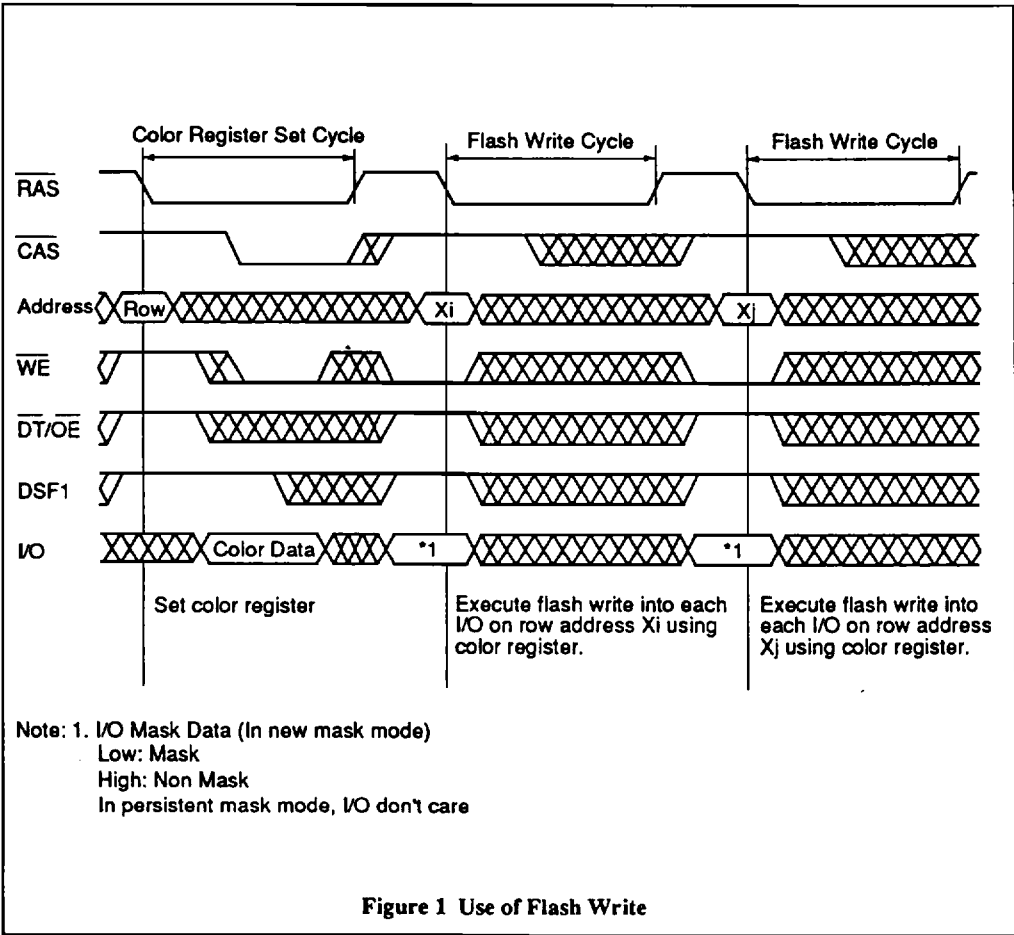 Color Register Set Cycle
Flash Write Cycle
Flash Write Cycle
RAS
CAS
Address
Row
Xi
Xj
WE
DT/OE
DSF1
I/O
Color Data
*1
*1
Set color register
Execute flash write into each
I/O on row address Xi using
color register.
Execute flash write into
each I/O on row address
Xj using color register.
Note: 1. I/O Mask Data (In new mask mode)
Low: Mask
High: Non Mask
In persistent mask mode, I/O don't care
Figure 1 Use of Flash Write